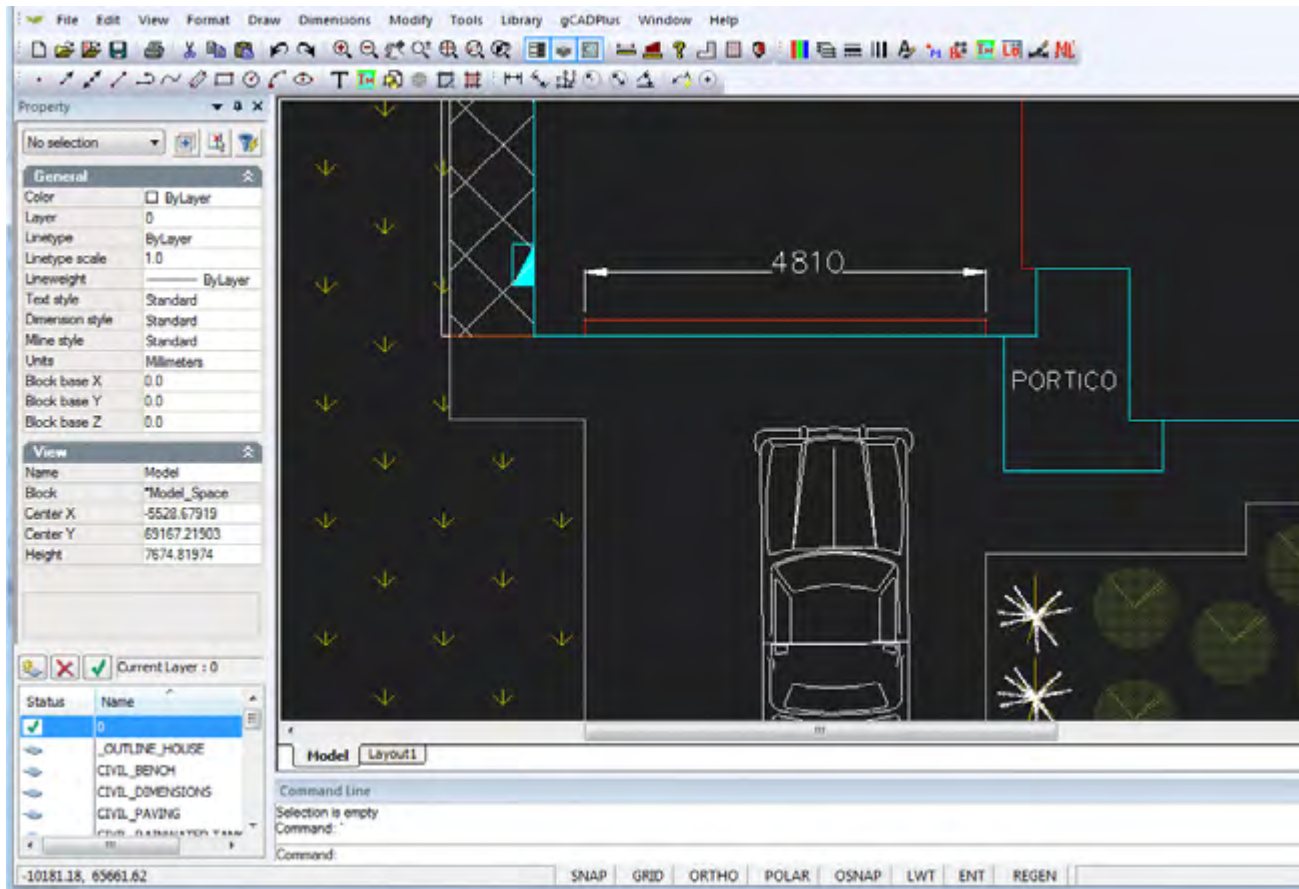 File Edit View Format Draw Dimensions Modify Tools Library gCADPlus Window Help
Property
No selection
General
Color ByLayer
Layer 0
Linetype ByLayer
Linetype scale 1.0
Lineweight ByLayer
Text style Standard
Dimension style Standard
Mline style Standard
Units Millimeters
Block base X 0.0
Block base Y 0.0
Block base Z 0.0
View
Name Model
Block *Model_Space
Center X -5528.67919
Center Y 69167.21903
Height 7674.81974
Current Layer : 0
Status Name
0
_OUTLINE_HOUSE
CIVIL_BENCH
CIVIL_DIMENSIONS
CIVIL_PAVING
4810
PORTICO
Model Layout1
Command Line
Selection is empty
Command: `
Command:
-10181.18, 65661.62 SNAP GRID ORTHO POLAR OSNAP LWT ENT REGEN